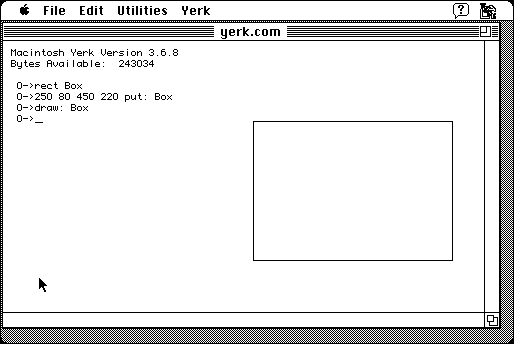 File Edit Utilities Yerk
yerk.com
Macintosh Yerk Version 3.6.8
Bytes Available:  243034
0->rect Box
0->250 80 450 220 put: Box
0->draw: Box
0->_